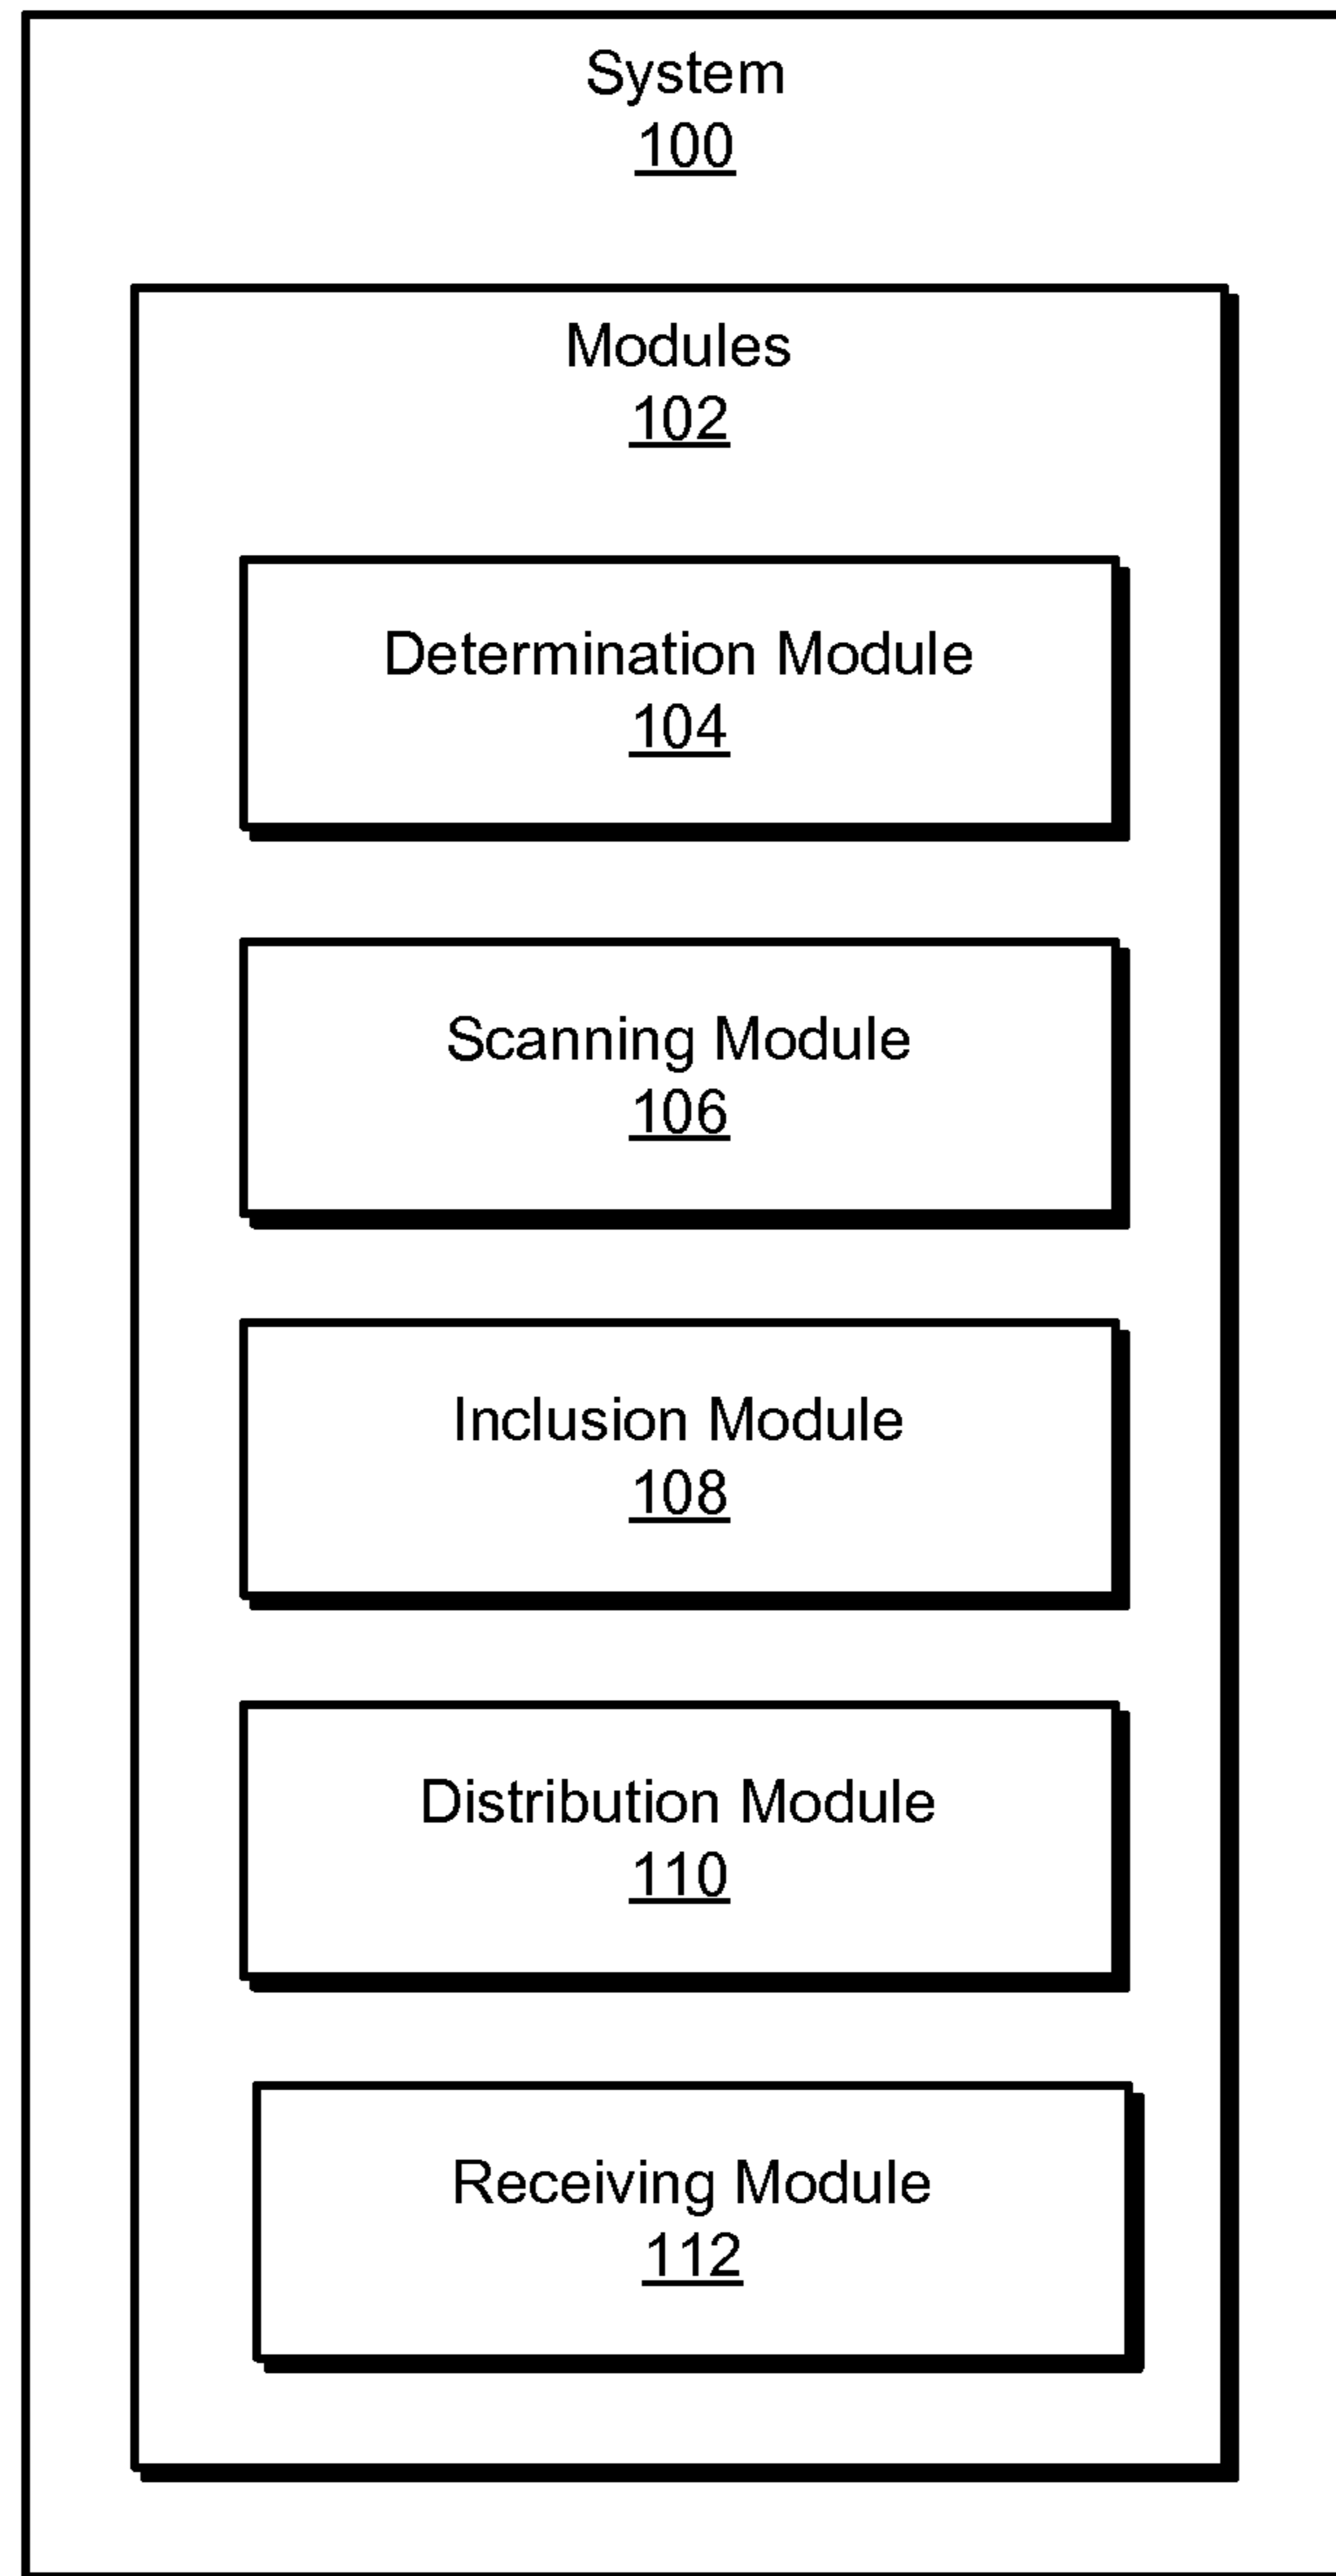 System
100
Modules
102
Determination Module
104
Scanning Module
106
Inclusion Module
108
Distribution Module
110
Receiving Module
112